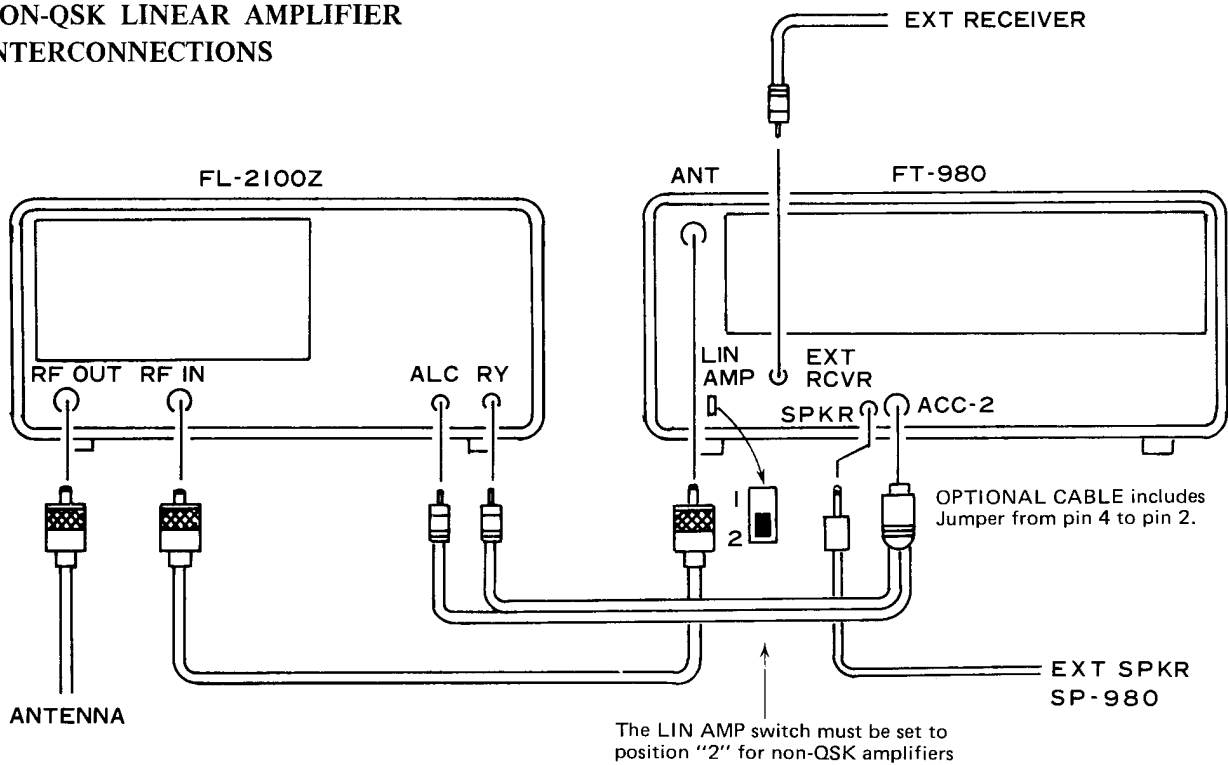 ON-QSK LINEAR AMPLIFIER
NTERCONNECTIONS
EXT RECEIVER
FL-2100Z
ANT
FT-980
RF OUT RF IN
ALC RY
LIN
AMP
EXT
RCVR
SPKR
ACC-2
1
2
OPTIONAL CABLE includes
Jumper from pin 4 to pin 2.
EXT SPKR
SP-980
ANTENNA
The LIN AMP switch must be set to
position "2" for non-QSK amplifiers